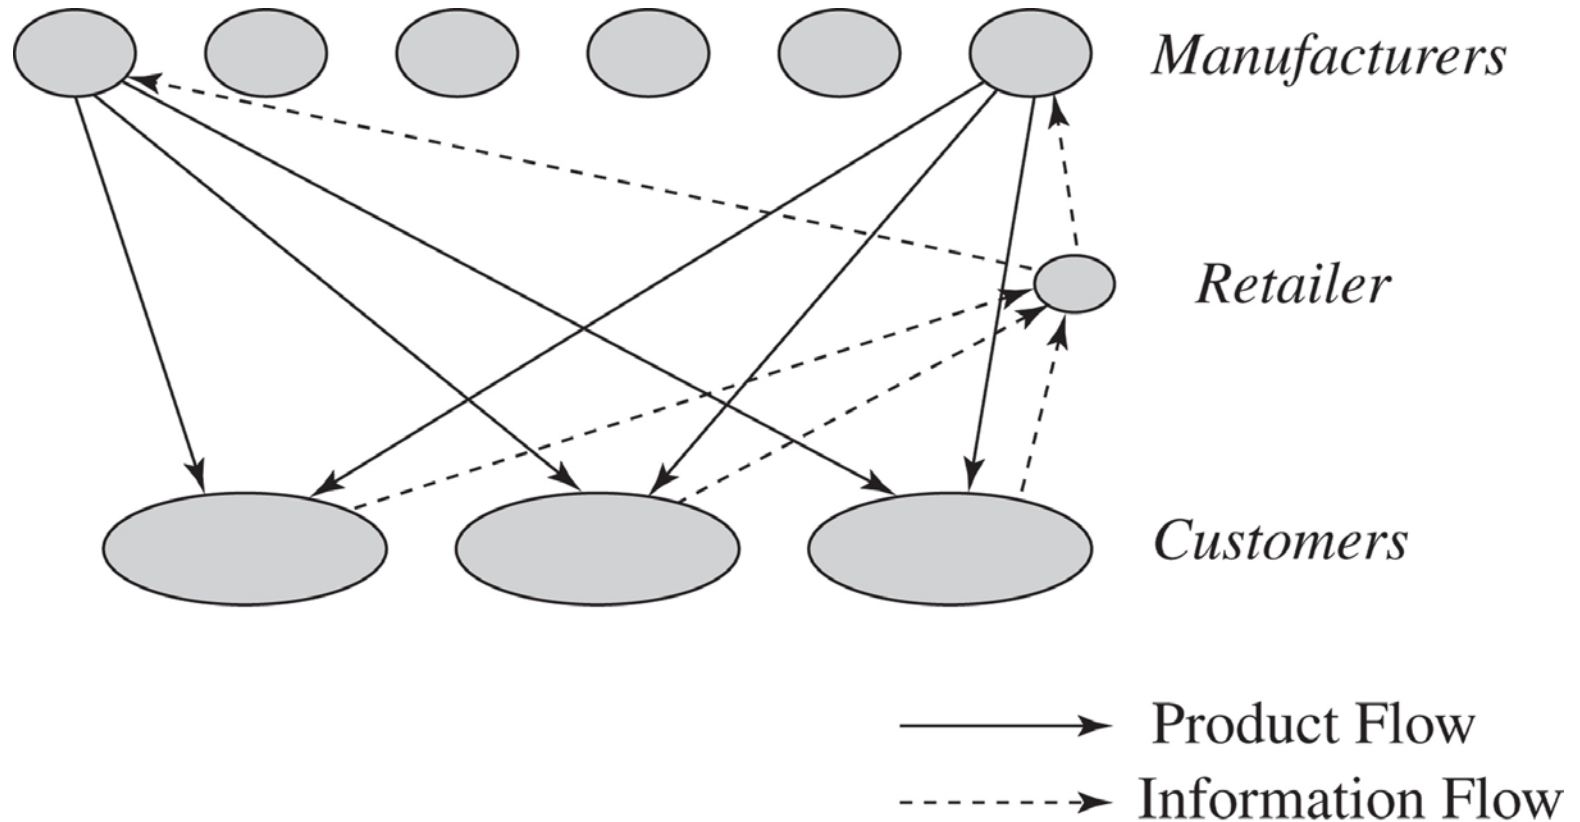 Manufacturers
Retailer
Customers
Product Flow
Information Flow